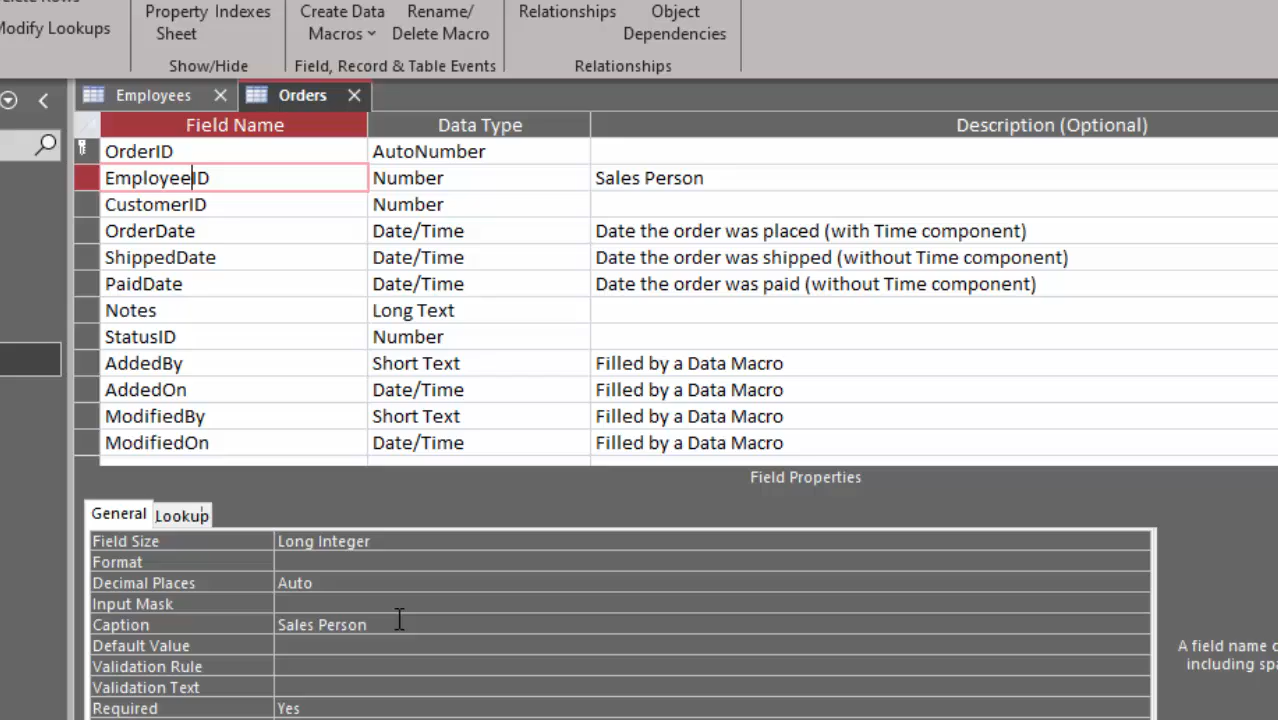 Property Indexes
Sheet
Modify Lookups
Show/Hide
Create Data
Macros
Rename/
Delete Macro
Field, Record & Table Events
Relationships
Object
Dependencies
Relationships
Employees
Orders
Field Name Data Type Description (Optional)
OrderID AutoNumber
EmployeeID Number Sales Person
CustomerID Number
OrderDate Date/Time Date the order was placed (with Time component)
ShippedDate Date/Time Date the order was shipped (without Time component)
PaidDate Date/Time Date the order was paid (without Time component)
Notes Long Text
StatusID Number
AddedBy Short Text Filled by a Data Macro
AddedOn Date/Time Filled by a Data Macro
ModifiedBy Short Text Filled by a Data Macro
ModifiedOn Date/Time Filled by a Data Macro
Field Properties
General Lookup
Field Size Long Integer
Format
Decimal Places Auto
Input Mask
Caption Sales Person
Default Value
Validation Rule
Validation Text
Required Yes
A field name
including